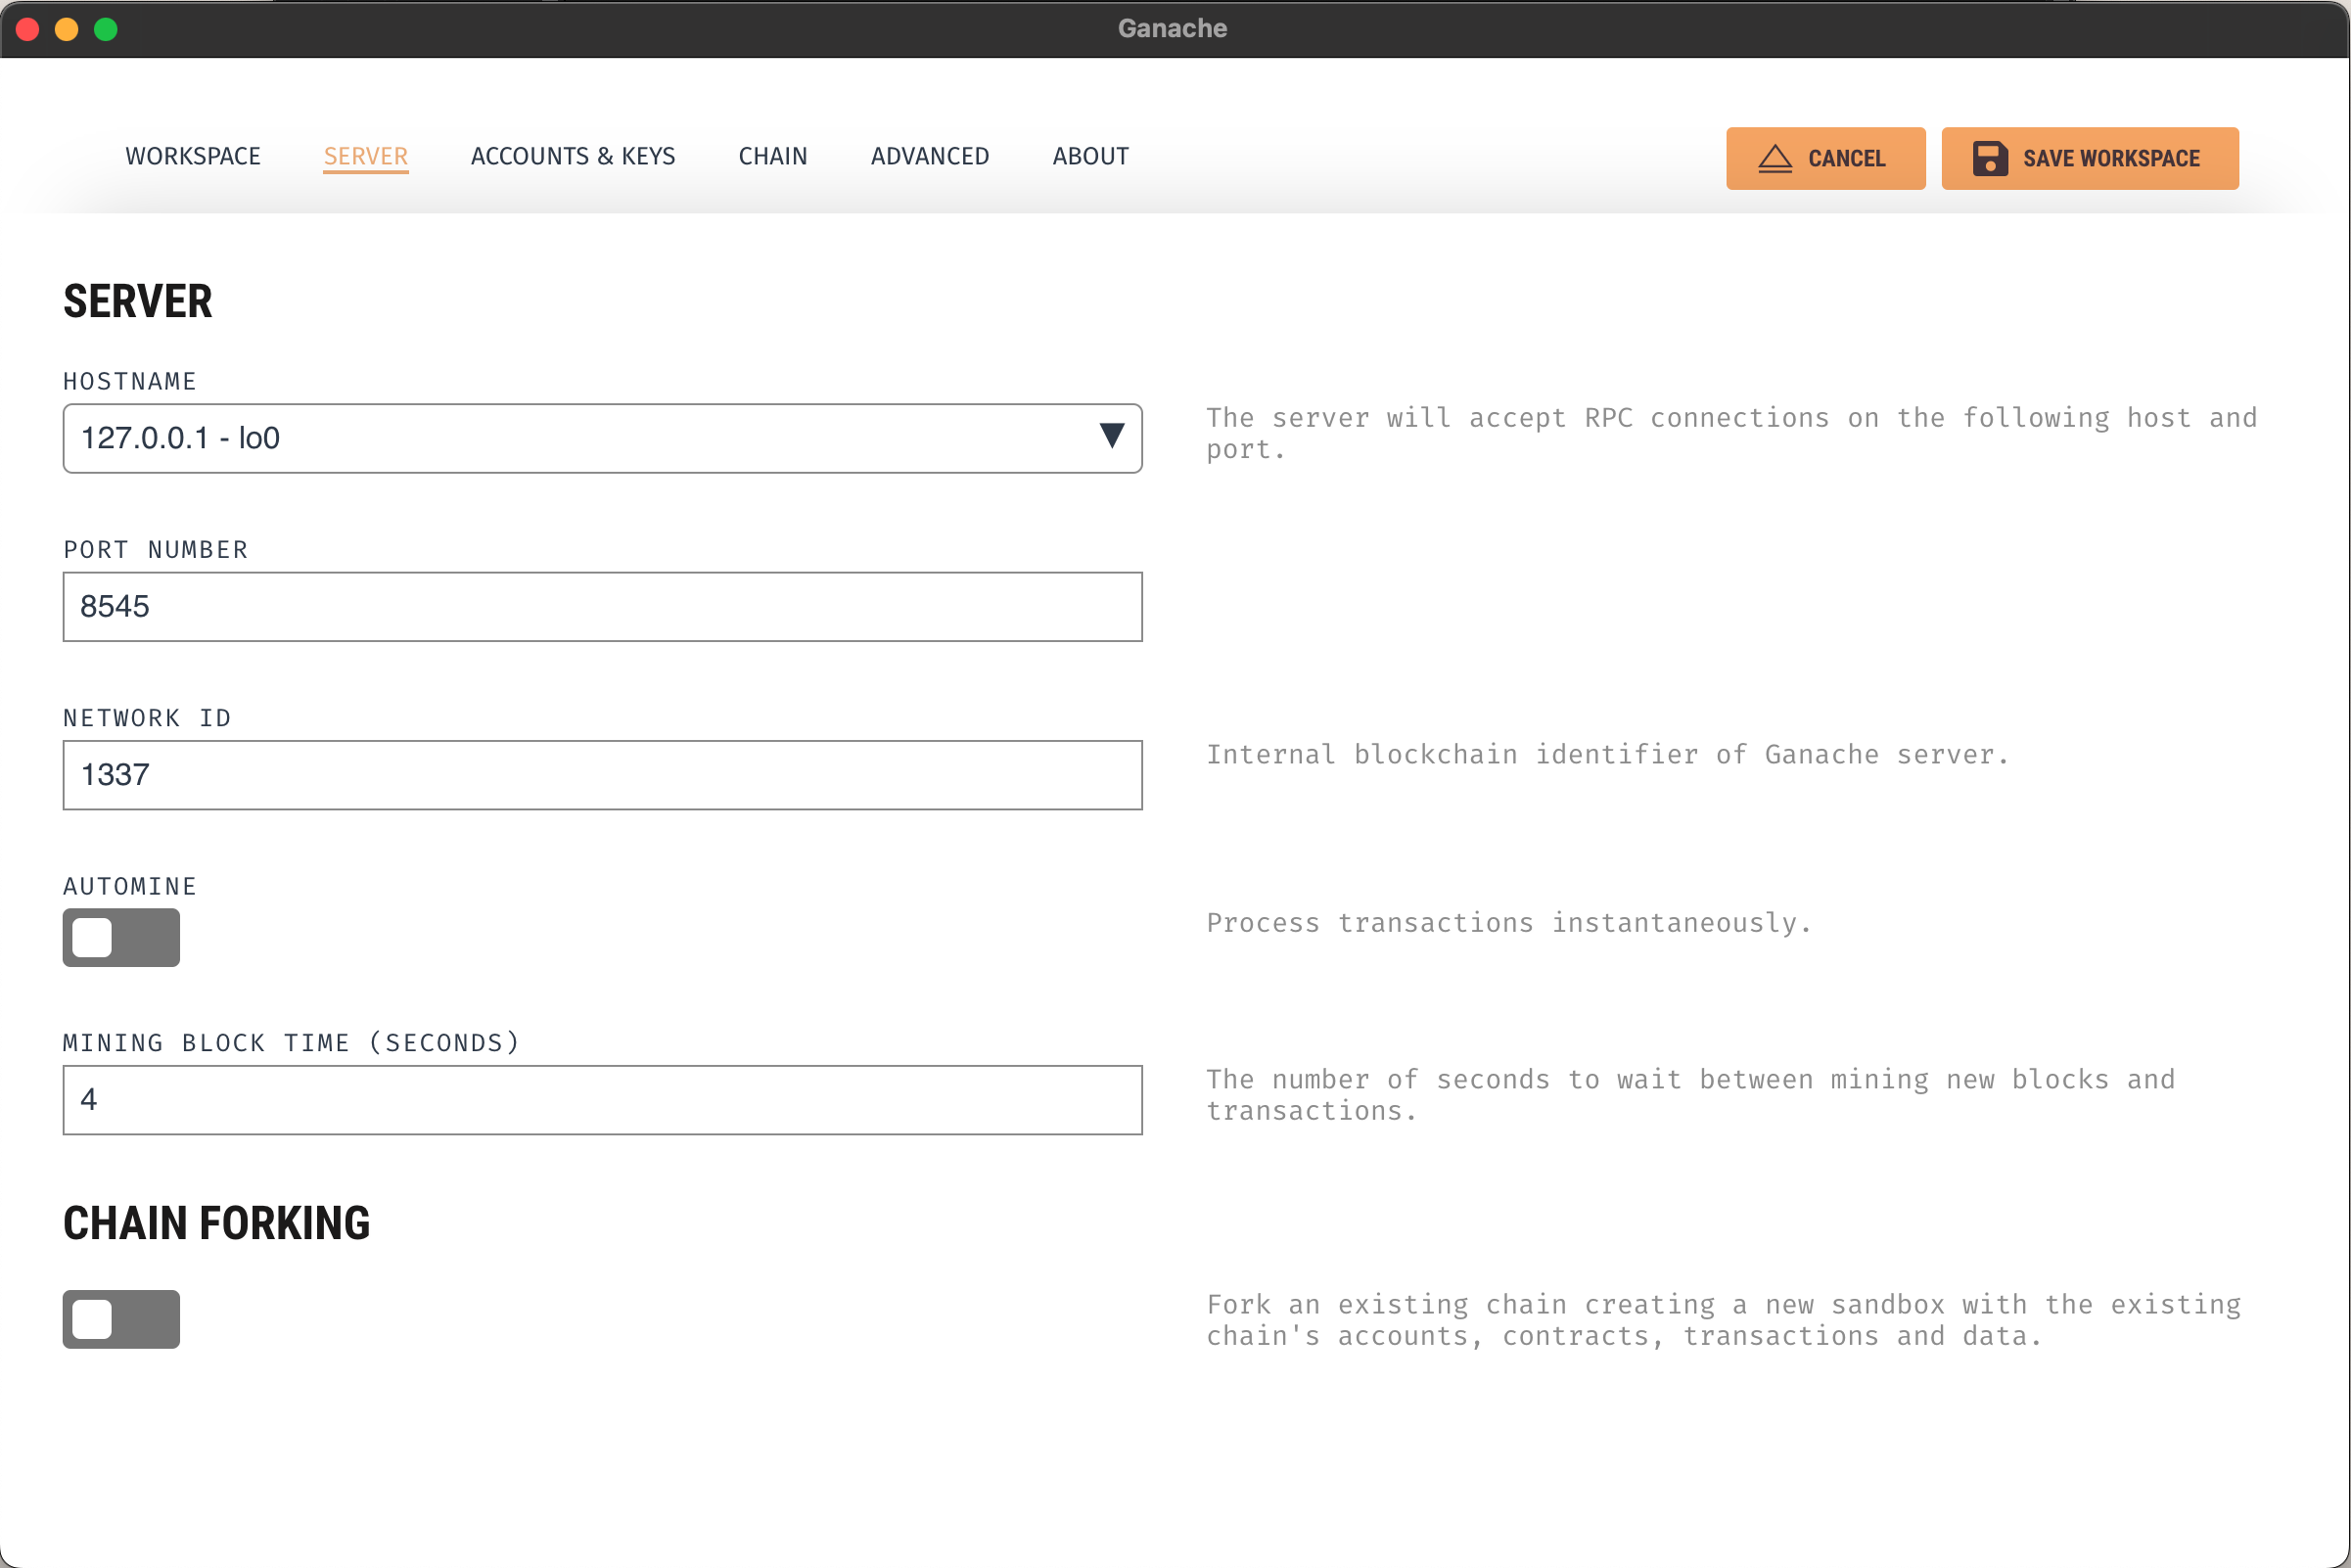 Ganache
WORKSPACE SERVER ACCOUNTS & KEYS CHAIN ADVANCED ABOUT CANCEL SAVE WORKSPACE
SERVER
HOSTNAME
127.0.0.1 - lo0
The server will accept RPC connections on the following host and
port.
PORT NUMBER
8545
NETWORK ID
1337
Internal blockchain identifier of Ganache server.
AUTOMINE
Process transactions instantaneously.
MINING BLOCK TIME (SECONDS)
4
The number of seconds to wait between mining new blocks and
transactions.
CHAIN FORKING
Fork an existing chain creating a new sandbox with the existing
chain's accounts, contracts, transactions and data.